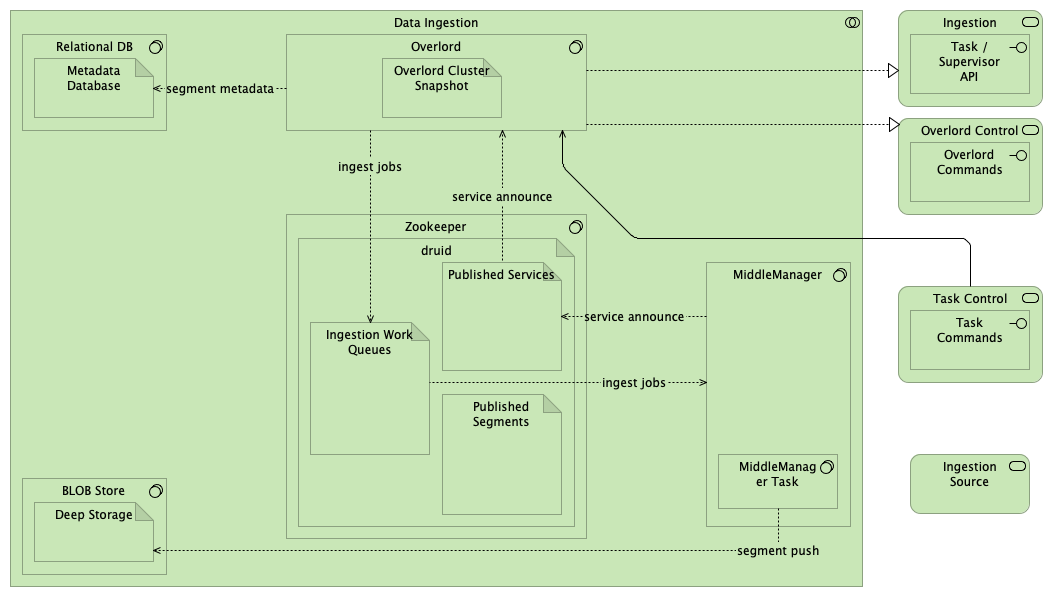 Data Ingestion
Relational DB
Metadata
Database
segment metadata
Overlord
Overlord Cluster
Snapshot
Ingestion
Task /
Supervisor
API
Overlord Control
Overlord
Commands
ingest jobs
service announce
Zookeeper
druid
Published Services
Ingestion Work
Queues
Published
Segments
service announce
ingest jobs
MiddleManager
MiddleManag
er Task
Task Control
Task
Commands
Ingestion
Source
BLOB Store
Deep Storage
segment push